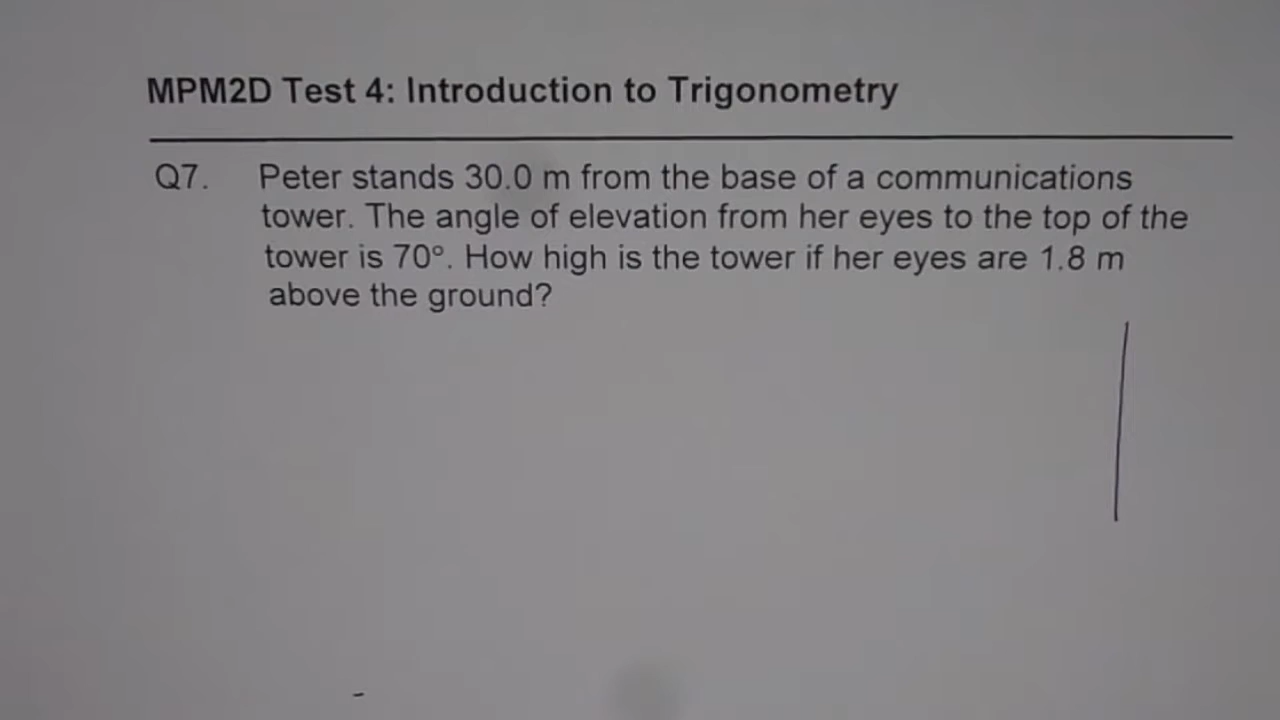 MPM2D Test 4: Introduction to Trigonometry
Q7. Peter stands 30.0 m from the base of a communications
tower. The angle of elevation from her eyes to the top of the
tower is 70°. How high is the tower if her eyes are 1.8 m
above the ground?